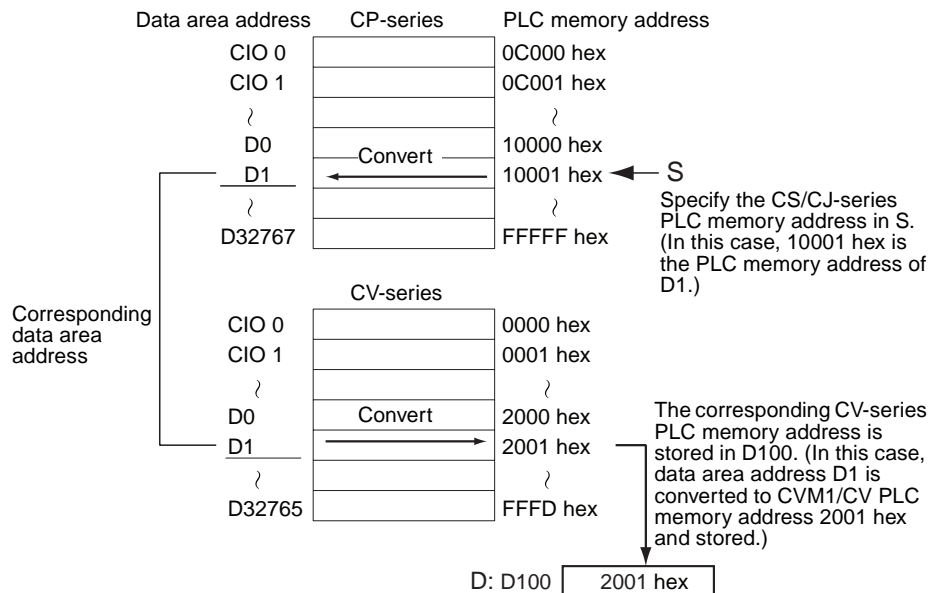 Data area address CP-series PLC memory address
CIO 0 0C000 hex
CIO 1 0C001 hex
~ ~
D0 10000 hex
D1 Convert 10001 hex S
~ ~
D32767 FFFFF hex
Specify the CS/CJ-series
PLC memory address in S.
(In this case, 10001 hex is
the PLC memory address of
D1.)
Corresponding
data area
address
CV-series
CIO 0 0000 hex
CIO 1 0001 hex
~ ~
D0 Convert 2000 hex
D1 2001 hex
~ ~
D32765 FFFD hex
The corresponding CV-series
PLC memory address is
stored in D100. (In this case,
data area address D1 is
converted to CVM1/CV PLC
memory address 2001 hex
and stored.)
D: D100 2001 hex